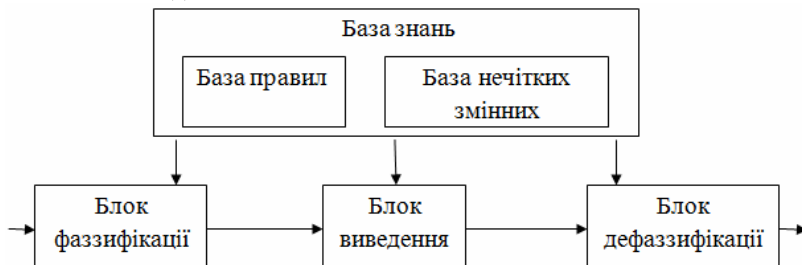 База знань
База правил
База нечітких
змінних
Блок
фаззифікації
Блок
виведення
Блок
дефаззифікації